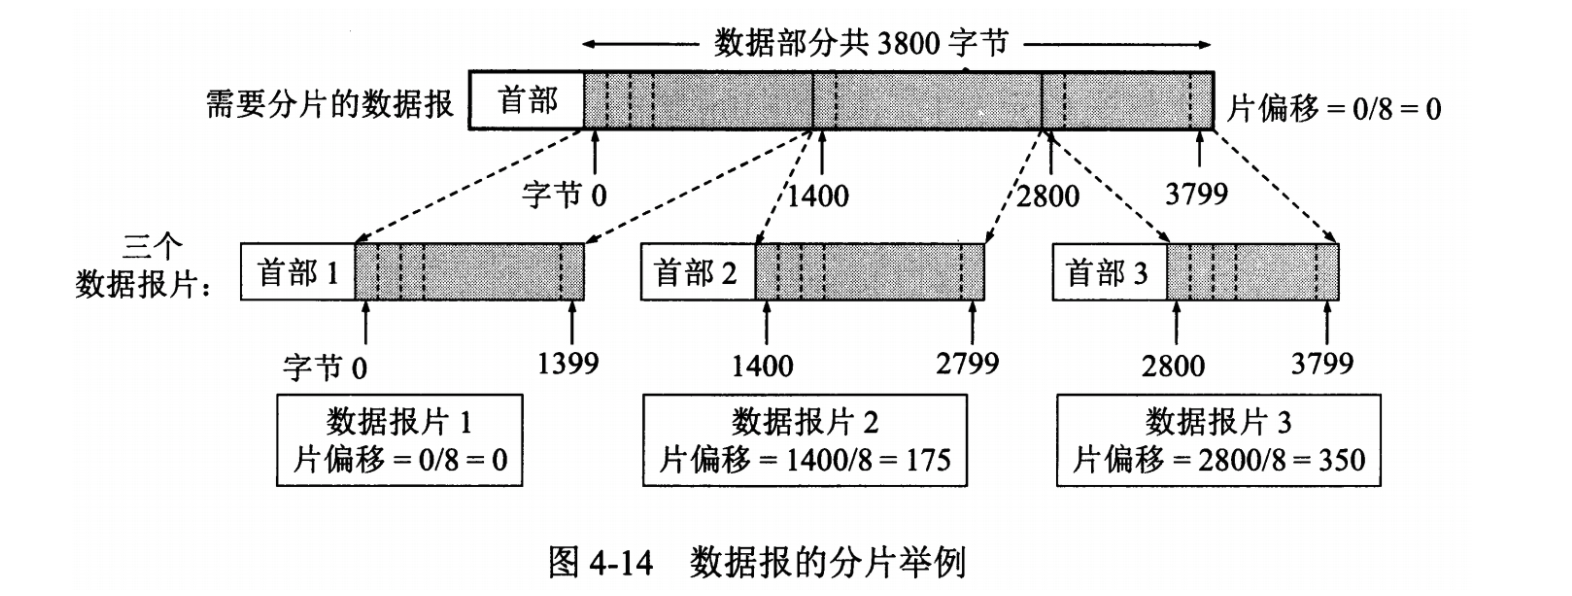 数据部分共 3800 字节
需要分片的数据报
首部
片偏移 = 0/8 = 0
字节 0
1400
2800
3799
三个
数据报片：
首部 1
首部 2
首部 3
字节 0
1399
1400
2799
2800
3799
数据报片 1
片偏移 = 0/8 = 0
数据报片 2
片偏移 = 1400/8 = 175
数据报片 3
片偏移 = 2800/8 = 350
图 4-14 数据报的分片举例